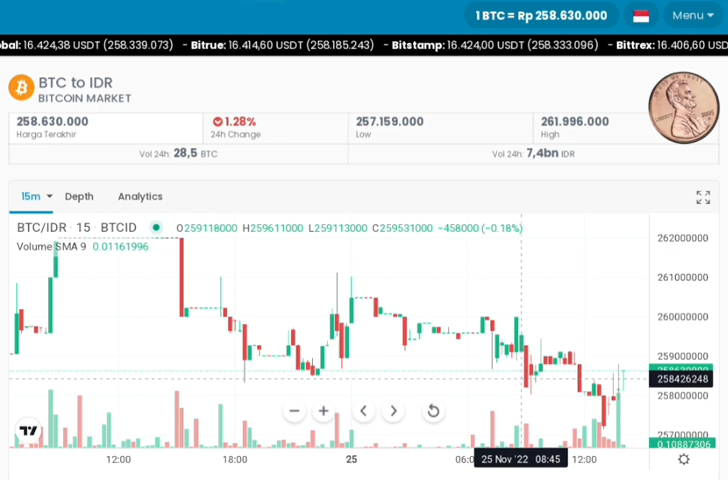 1 BTC = Rp 258.630.000 Menu
bal: 16.424,38 USDT (258.339.073) - Bitrue: 16.414,60 USDT (258.185.243) - Bitstamp: 16.424,00 USDT (258.333.096) - Bittrex: 16.406,60 USD
BTC to IDR
BITCOIN MARKET
258.630.000 1.28% 257.159.000 261.996.000
Harga Terakhir 24h Change Low High
Vol 24h: 28,5 BTC Vol 24h: 7,4bn IDR
15m Depth Analytics
BTC/IDR · 15 · BTCID O259118000 H259611000 L259113000 C259531000 −458000 (−0.18%)
Volume SMA 9 0.01161996
262000000
261000000
260000000
259000000
258426248
258000000
257000000
0.10887306
12:00 18:00 25 06:0 25 Nov '22 08:45 12:00